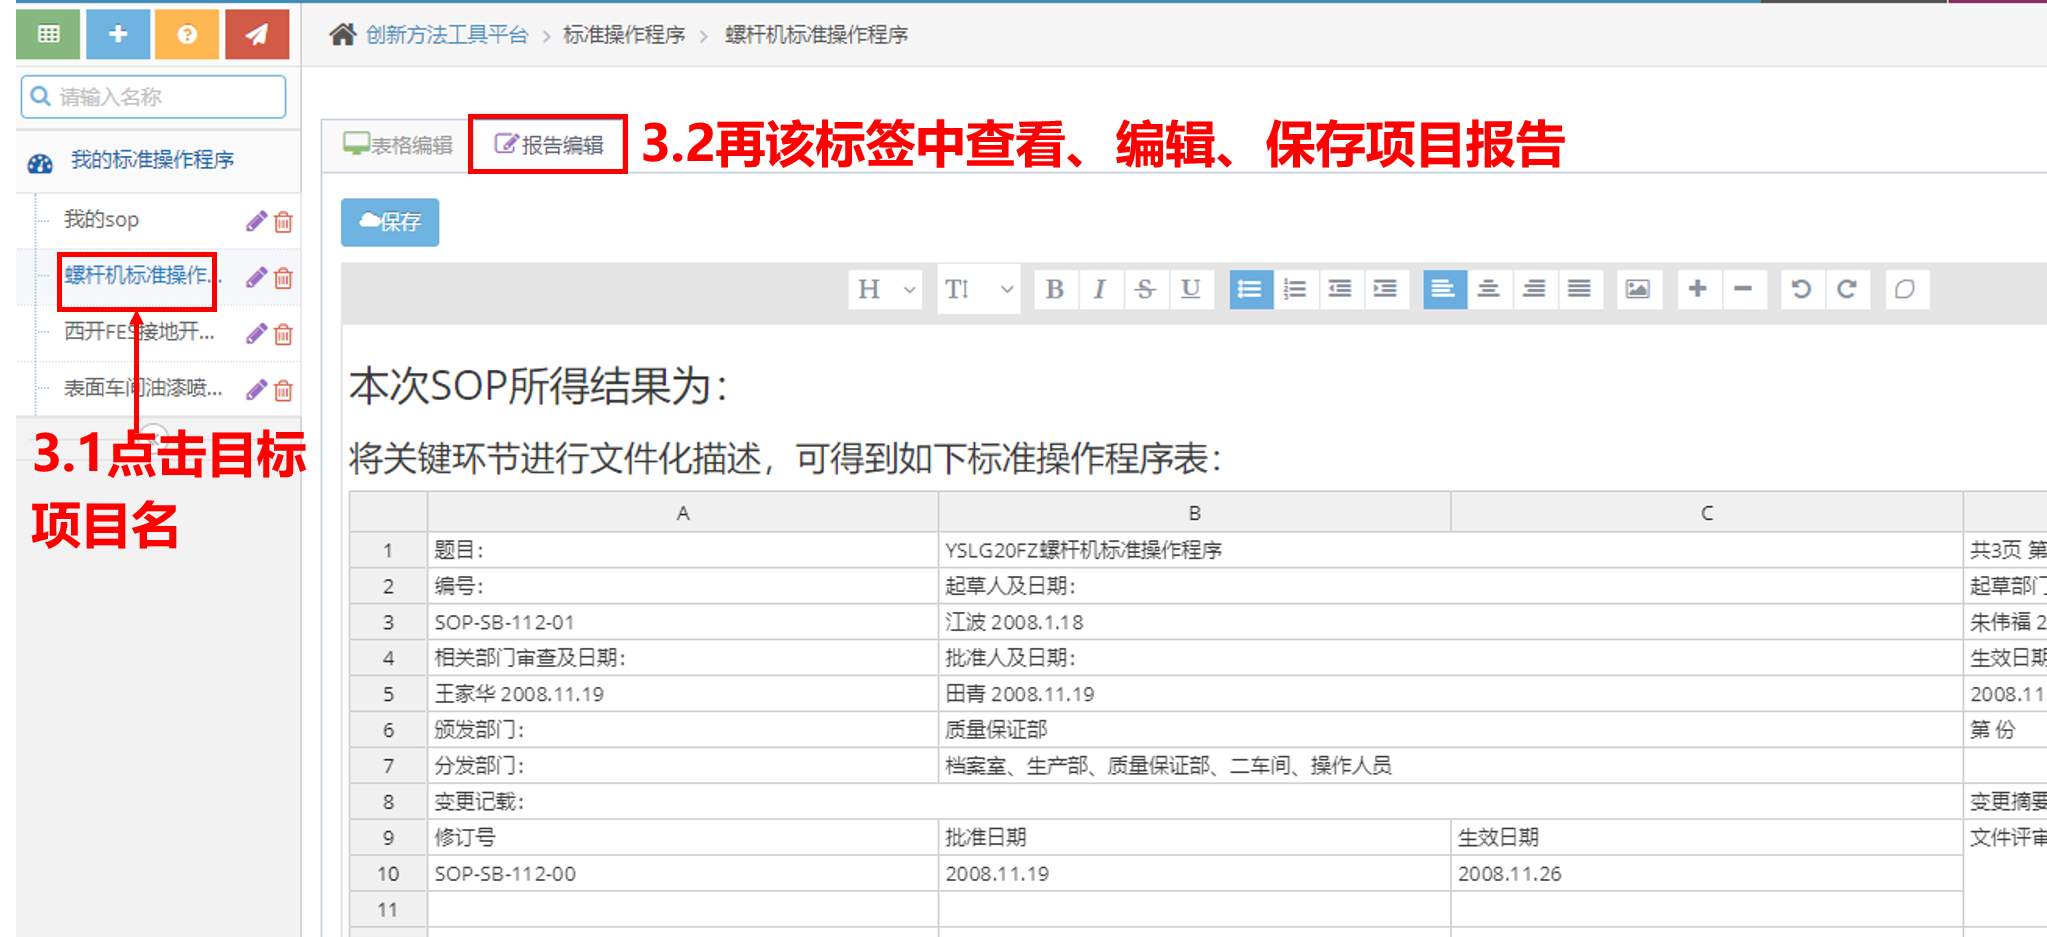 创新方法工具平台 > 标准操作程序 > 螺杆机标准操作程序
请输入名称
我的标准操作程序
我的sop
螺杆机标准操作...
西开FES接地开...
表面车间油漆喷...
3.1点击目标
项目名
表格编辑
报告编辑
3.2再该标签中查看、编辑、保存项目报告
保存
H
B I S U
本次SOP所得结果为：
将关键环节进行文件化描述，可得到如下标准操作程序表：
A B C
1 题目： YSLG20FZ螺杆机标准操作程序 共3页 第
2 编号： 起草人及日期： 起草部门
3 SOP-SB-112-01 江波 2008.1.18 朱伟福 2
4 相关部门审查及日期： 批准人及日期： 生效日期
5 王家华 2008.11.19 田青 2008.11.19 2008.11.
6 颁发部门： 质量保证部 第 份
7 分发部门： 档案室、生产部、质量保证部、二车间、操作人员
8 变更记载： 变更摘要
9 修订号 批准日期 生效日期 文件评审
10 SOP-SB-112-00 2008.11.19 2008.11.26
11